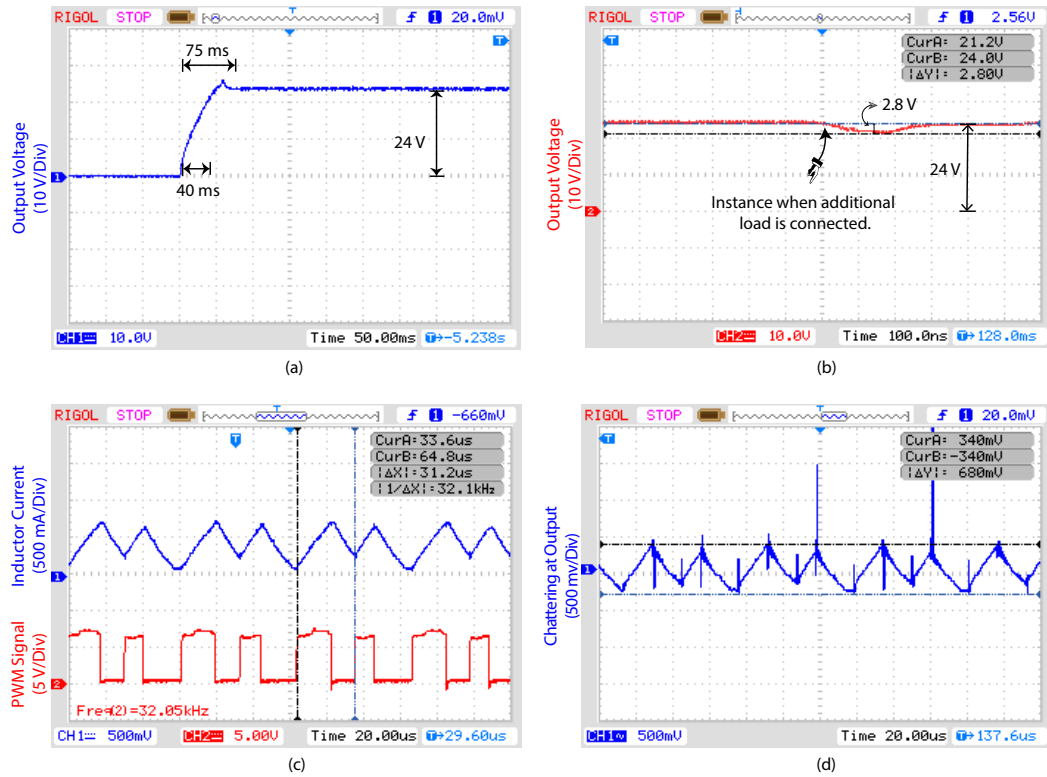 RIGOL STOP T 1 20.0mV
T
75 ms
24 V
40 ms
1
Output Voltage
(10 V/Div)
CH1 10.0V Time 50.00ms T→-5.238s
(a)
RIGOL STOP 1 2.56V
T
CurA: 21.2V
CurB: 24.0V
|ΔY|: 2.80V
2.8 V
24 V
Instance when additional
load is connected.
2
Output Voltage
(10 V/Div)
CH2 10.0V Time 100.0ns T→128.0ms
(b)
RIGOL STOP T 1 -660mV
T
CurA: 33.6us
CurB: 64.8us
|ΔX|: 31.2us
|1/ΔX|: 32.1kHz
Inductor Current
(500 mA/Div)
1
PWM Signal
(5 V/Div)
2
Freq(2)=32.05kHz
CH1 500mV CH2 5.00V Time 20.00us T→29.60us
(c)
RIGOL STOP T 1 20.0mV
T
CurA: 340mV
CurB: -340mV
|ΔY|: 680mV
Chattering at Output
(500 mv/Div)
1
CH1 500mV Time 20.00us T→137.6us
(d)